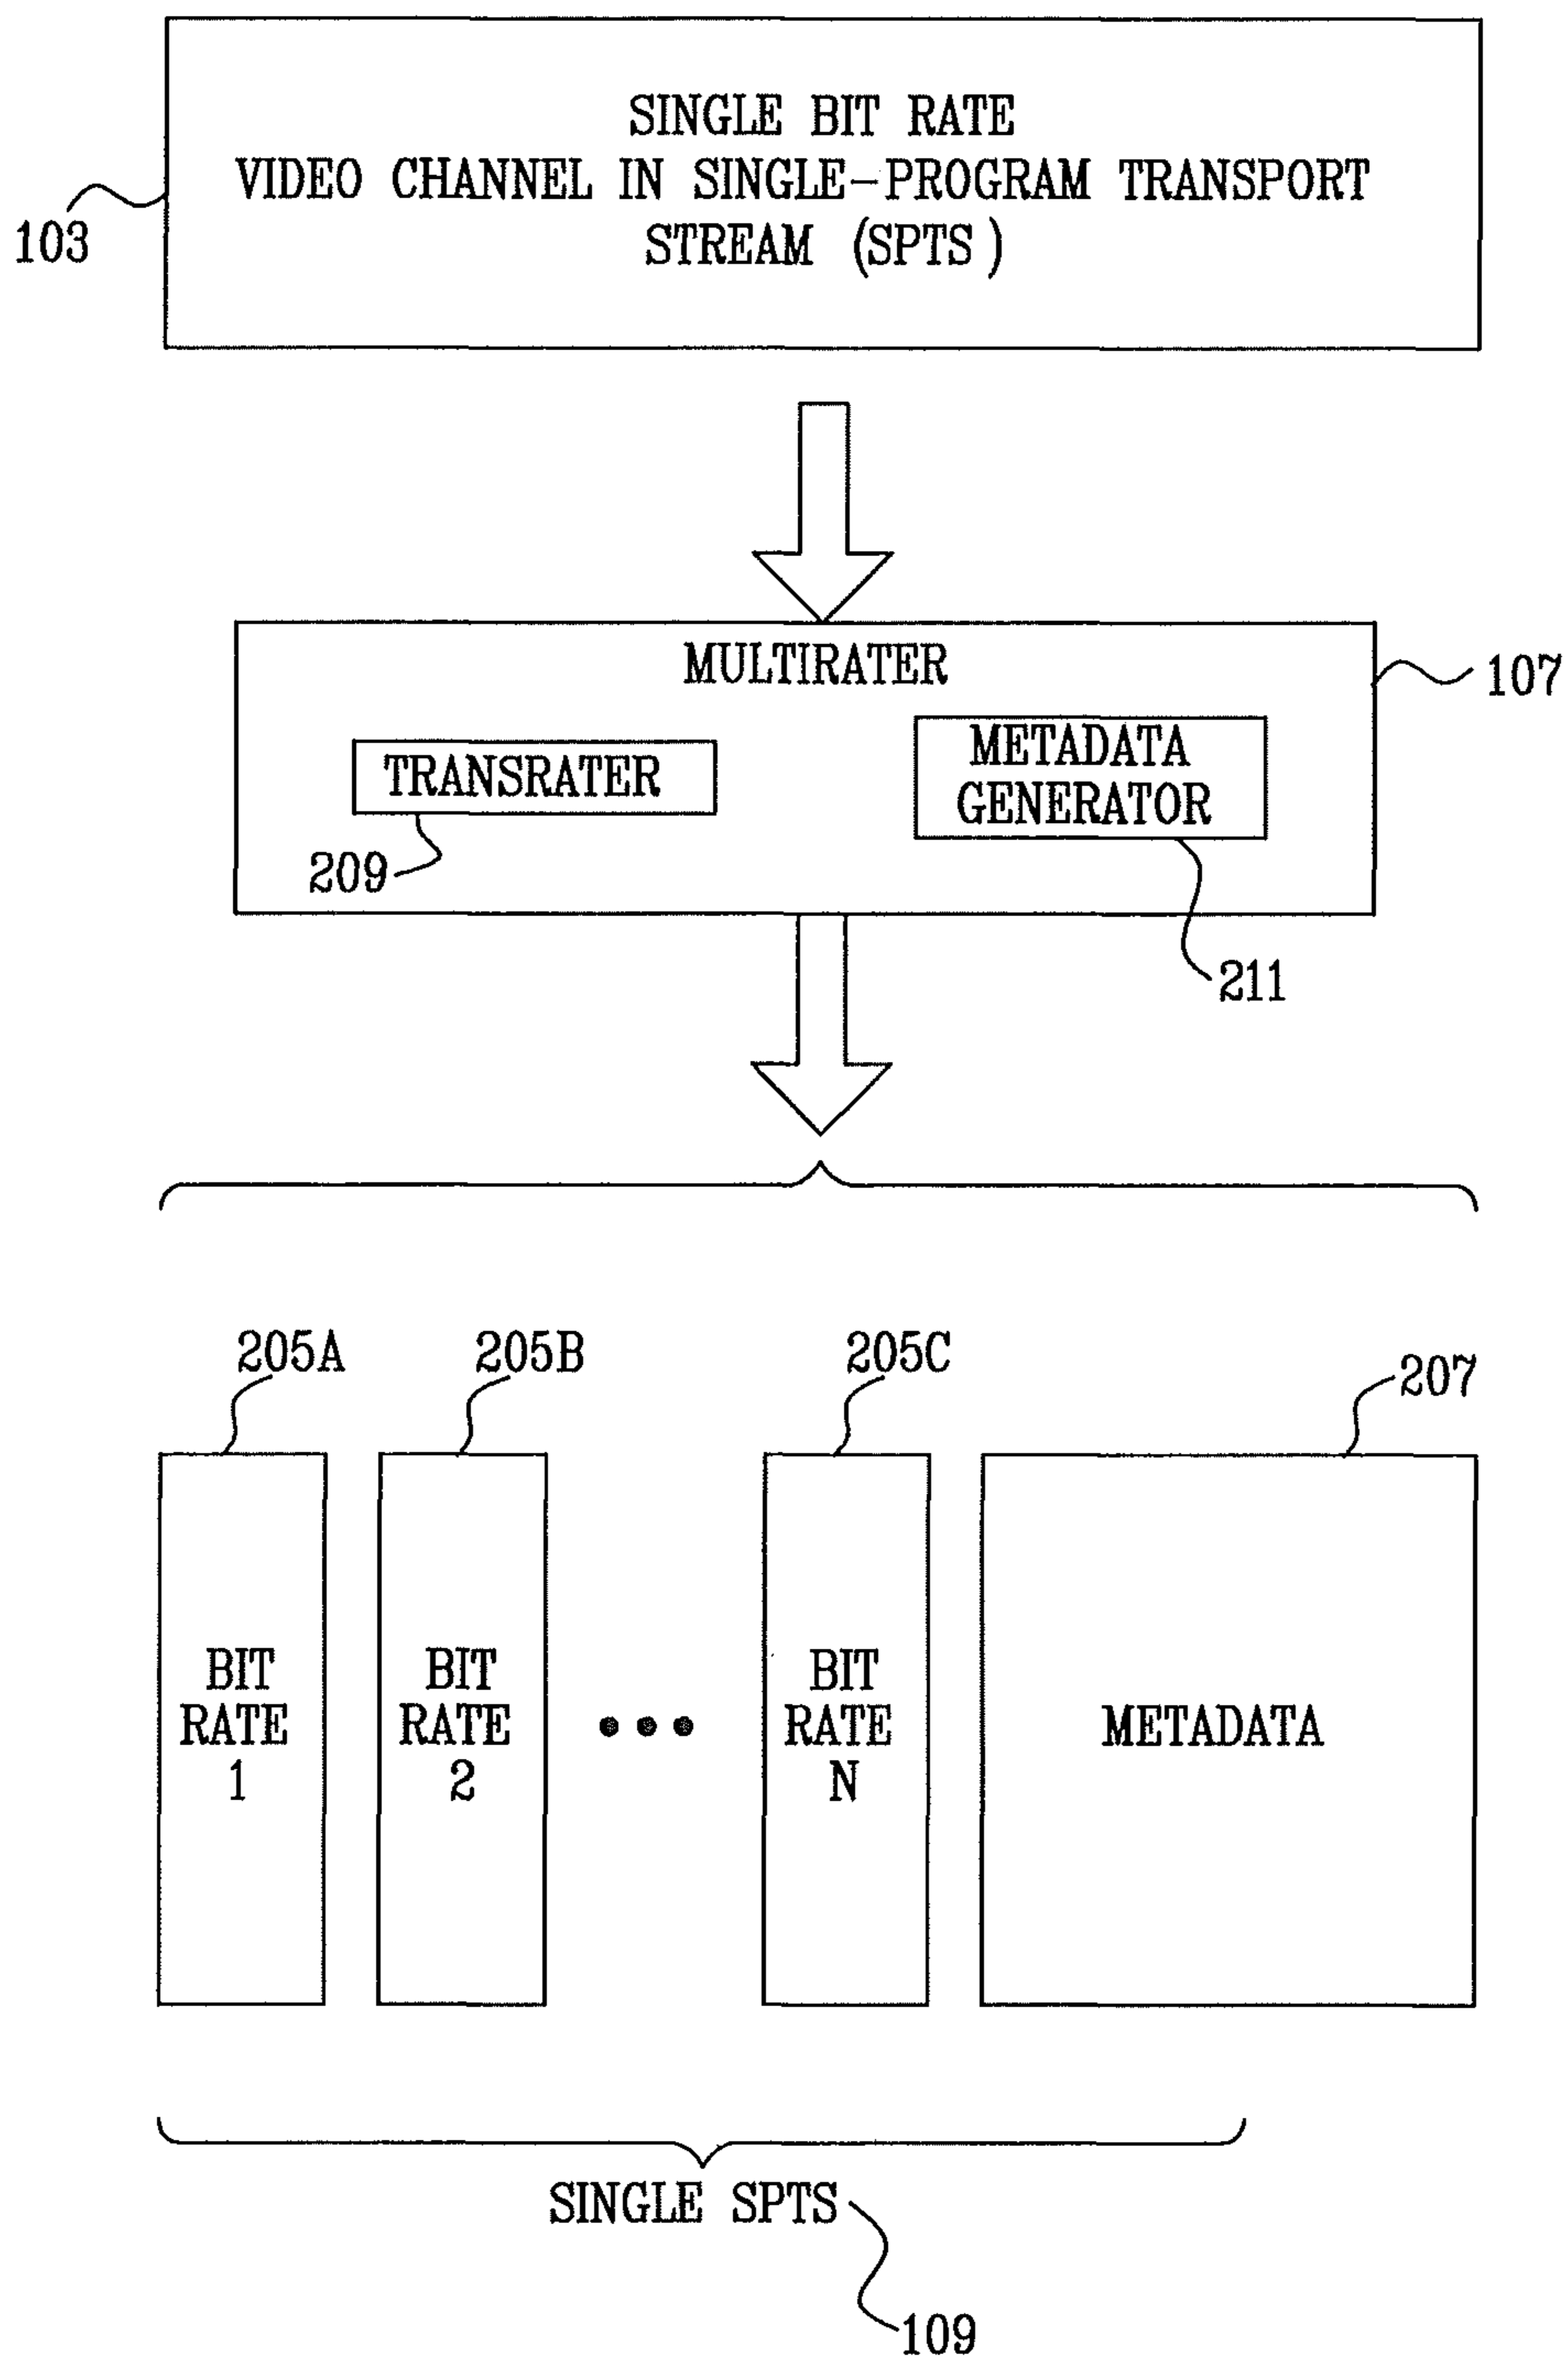 SINGLE BIT RATE
VIDEO CHANNEL IN SINGLE-PROGRAM TRANSPORT
STREAM (SPTS)
103
MULTIRATER
107
TRANSRATER
209
METADATA
GENERATOR
211
205A
205B
205C
207
BIT
RATE
1
BIT
RATE
2
BIT
RATE
N
METADATA
SINGLE SPTS
109